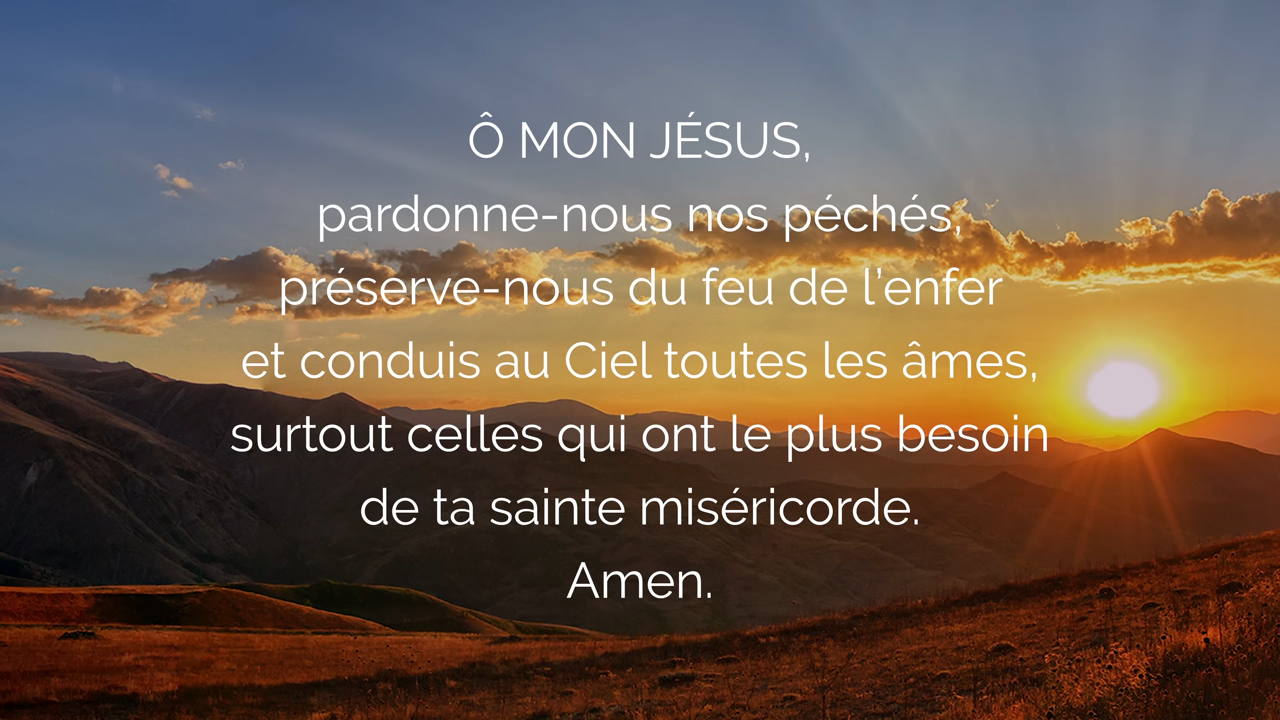 Ô MON JÉSUS,
pardonne-nous nos péchés,
préserve-nous du feu de l’enfer
et conduis au Ciel toutes les âmes,
surtout celles qui ont le plus besoin
de ta sainte miséricorde.
Amen.